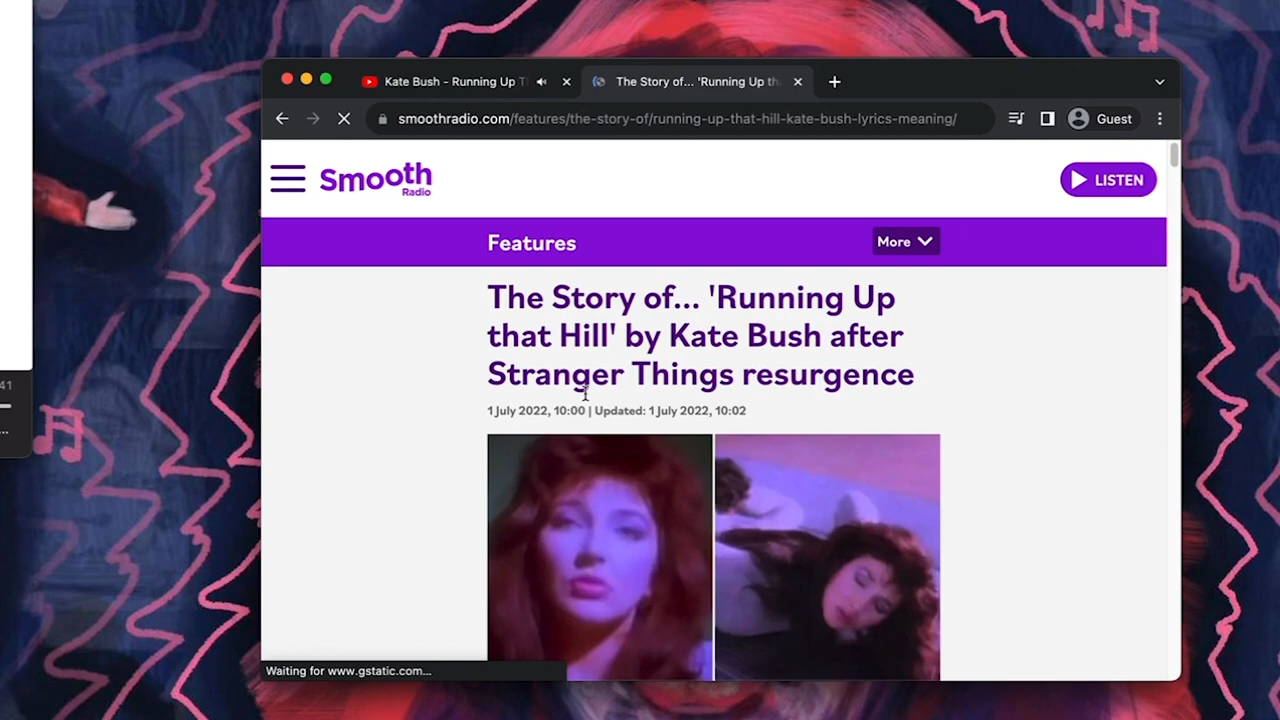 Kate Bush - Running Up T
The Story of... 'Running Up th
smoothradio.com/features/the-story-of/running-up-that-hill-kate-bush-lyrics-meaning/
Guest
Smooth
Radio
LISTEN
Features
More
The Story of... 'Running Up
that Hill' by Kate Bush after
Stranger Things resurgence
1 July 2022, 10:00 | Updated: 1 July 2022, 10:02
41
...
Waiting for www.gstatic.com...